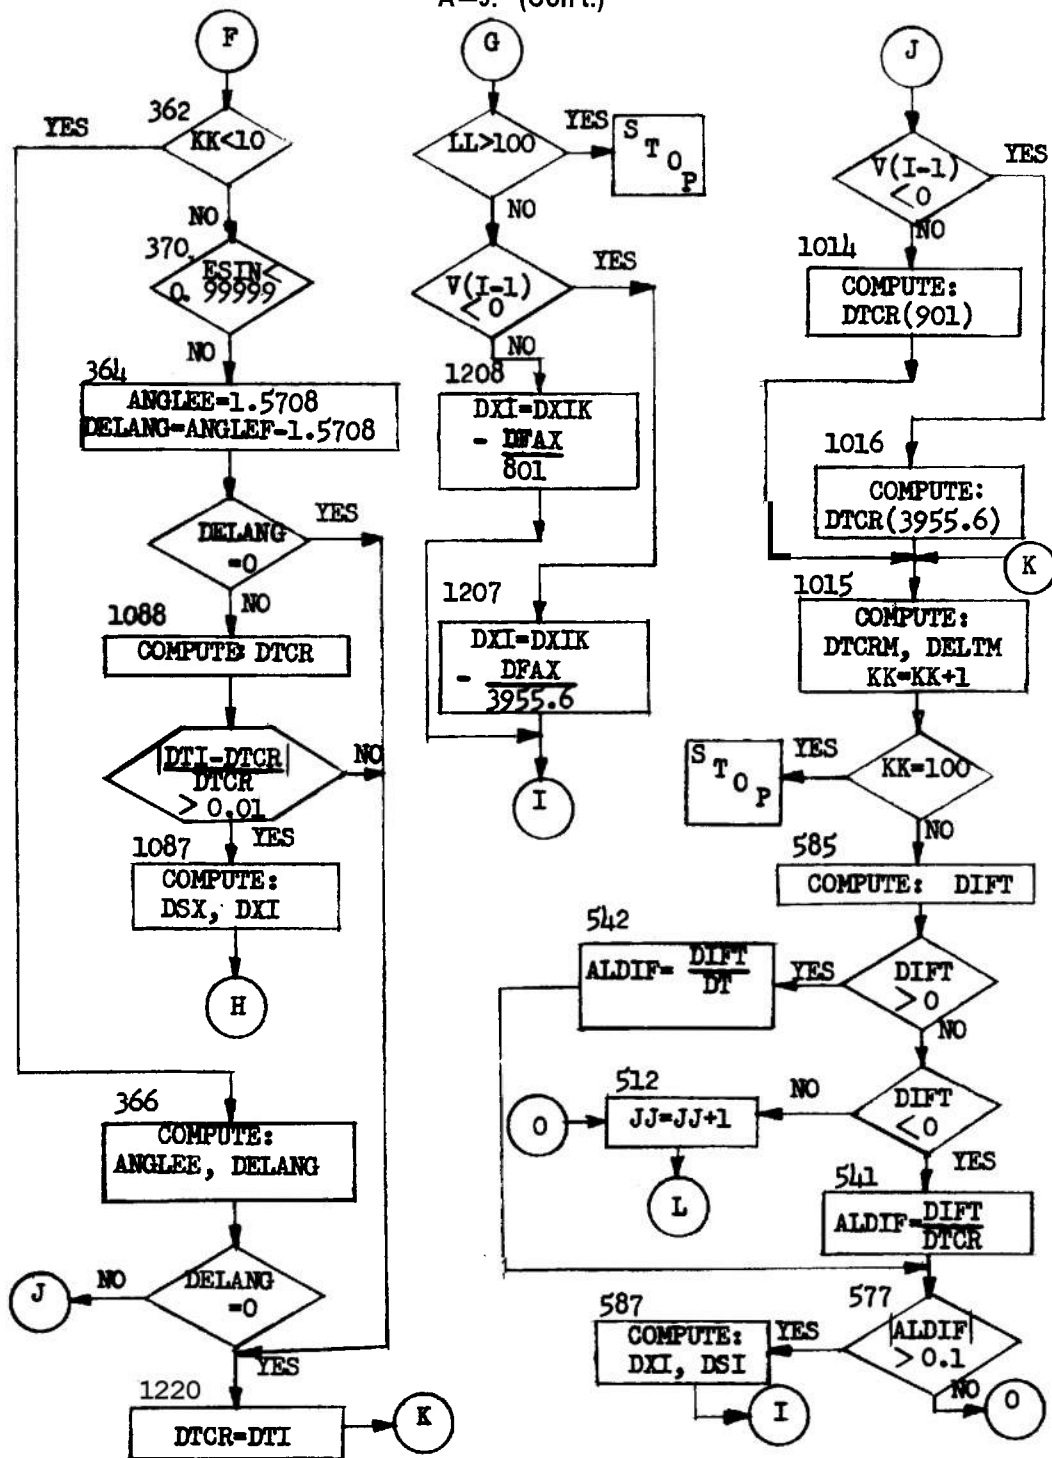 A-9. (Con't.)
F
362
YES
KK<10
NO
370.
ESIN<
0. 99999
NO
364
ANGLEE=1.5708
DELANG=ANGLEF-1.5708
DELANG
=0
YES
NO
1088
COMPUTE: DTCR
|DTI-DTCR|
DTCR
> 0.01
NO
YES
1087
COMPUTE:
DSX, DXI
H
366
COMPUTE:
ANGLEE, DELANG
DELANG
=0
NO
J
YES
1220
DTCR=DTI
K
G
LL>100
YES
STOP
NO
V(I-1)
<0
YES
NO
1208
DXI=DXIK
- DFAX
801
1207
DXI=DXIK
- DFAX
3955.6
I
J
V(I-1)
<0
YES
NO
1014
COMPUTE:
DTCR(901)
1016
COMPUTE:
DTCR(3955.6)
K
1015
COMPUTE:
DTCRM, DELTM
KK=KK+1
KK=100
YES
STOP
NO
585
COMPUTE: DIFT
542
ALDIF= DIFT
DT
YES
DIFT
>0
NO
512
O
JJ=JJ+1
NO
DIFT
<0
L
YES
541
ALDIF=DIFT
DTCR
577
|ALDIF|
>0.1
587
COMPUTE:
DXI, DSI
YES
I
NO
O